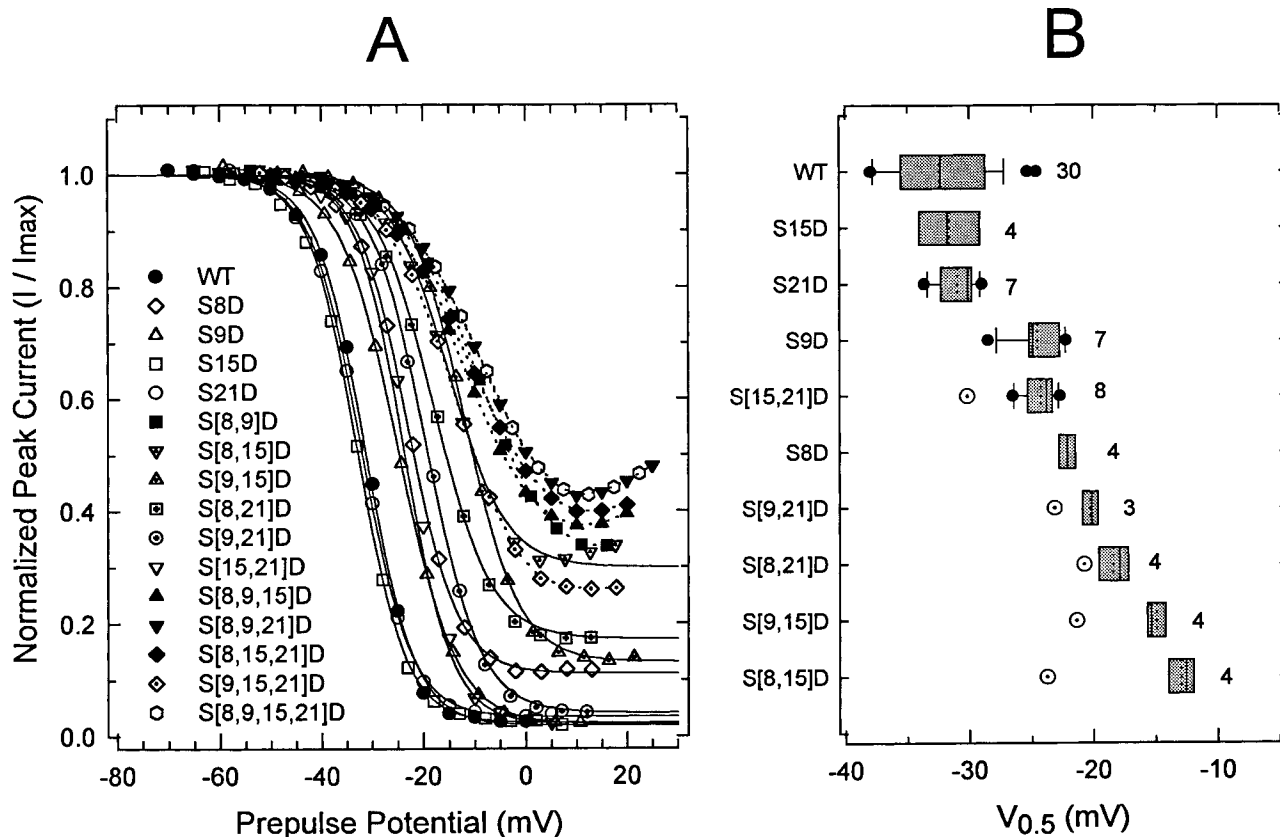 A
B
Normalized Peak Current (I / Imax)
1.0
0.8
0.6
0.4
0.2
0.0
WT
S8D
S9D
S15D
S21D
S[8,9]D
S[8,15]D
S[9,15]D
S[8,21]D
S[9,21]D
S[15,21]D
S[8,9,15]D
S[8,9,21]D
S[8,15,21]D
S[9,15,21]D
S[8,9,15,21]D
-80 -60 -40 -20 0 20
Prepulse Potential (mV)
WT 30
S15D 4
S21D 7
S9D 7
S[15,21]D 8
S8D 4
S[9,21]D 3
S[8,21]D 4
S[9,15]D 4
S[8,15]D 4
-40 -30 -20 -10
V0.5 (mV)